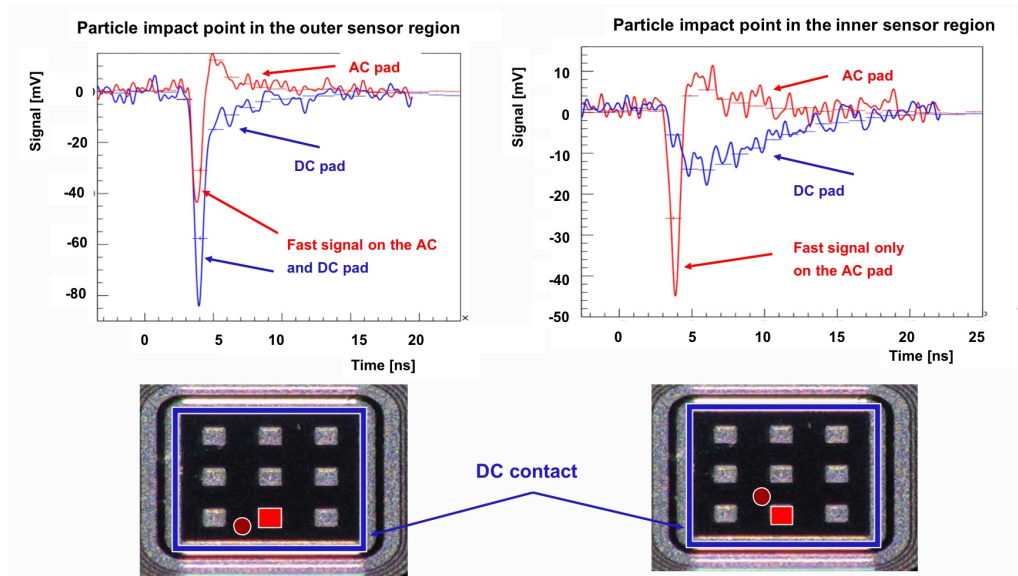 Particle impact point in the outer sensor region
Signal [mV]
0
-20
-40
-60
-80
AC pad
DC pad
Fast signal on the AC
and DC pad
0
5
10
15
20
Time [ns]
Particle impact point in the inner sensor region
Signal [mV]
10
0
-10
-20
-30
-40
-50
AC pad
DC pad
Fast signal only
on the AC pad
0
5
10
15
20
25
Time [ns]
DC contact